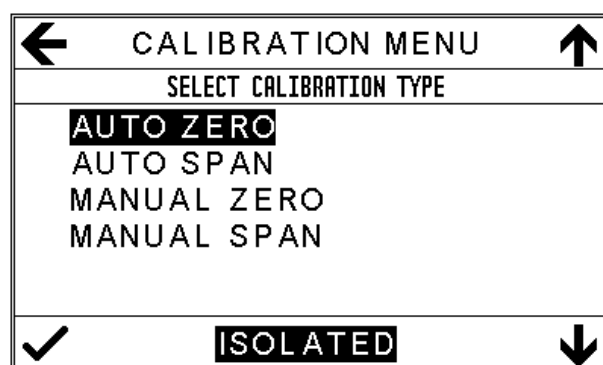 CALIBRATION MENU
SELECT CALIBRATION TYPE
AUTO ZERO
AUTO SPAN
MANUAL ZERO
MANUAL SPAN
ISOLATED